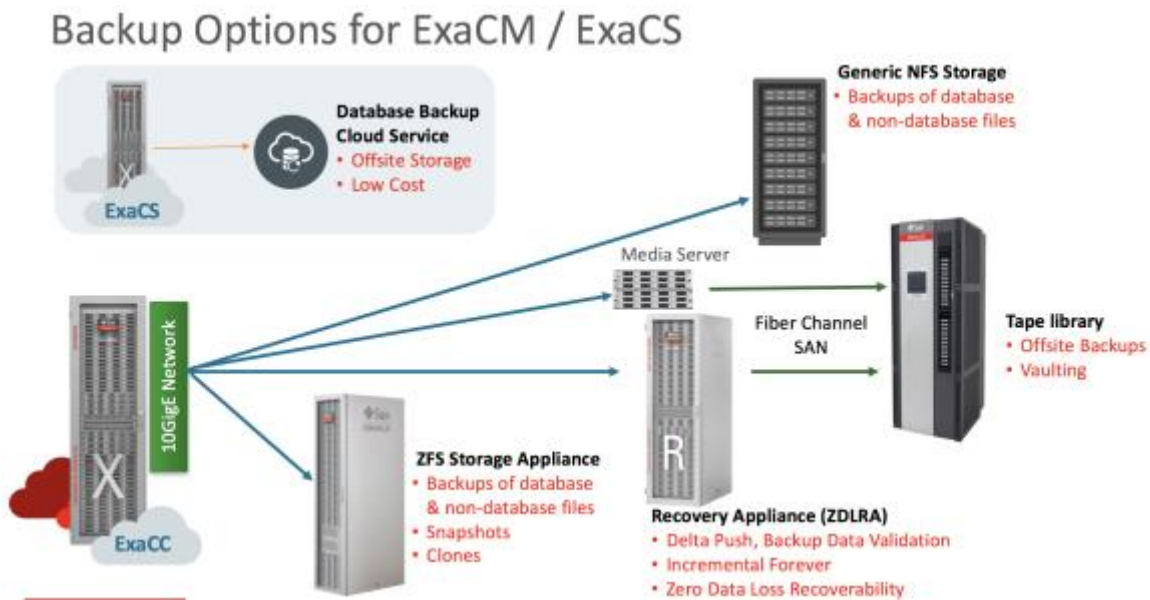 Backup Options for ExaCM / ExaCS
Database Backup
Cloud Service
• Offsite Storage
• Low Cost
X
ExaCS
Generic NFS Storage
• Backups of database
& non-database files
Media Server
Fiber Channel
SAN
Tape library
• Offsite Backups
• Vaulting
10GigE Network
X
ExaCC
ZFS Storage Appliance
• Backups of database
& non-database files
• Snapshots
• Clones
R
Recovery Appliance (ZDLRA)
• Delta Push, Backup Data Validation
• Incremental Forever
• Zero Data Loss Recoverability